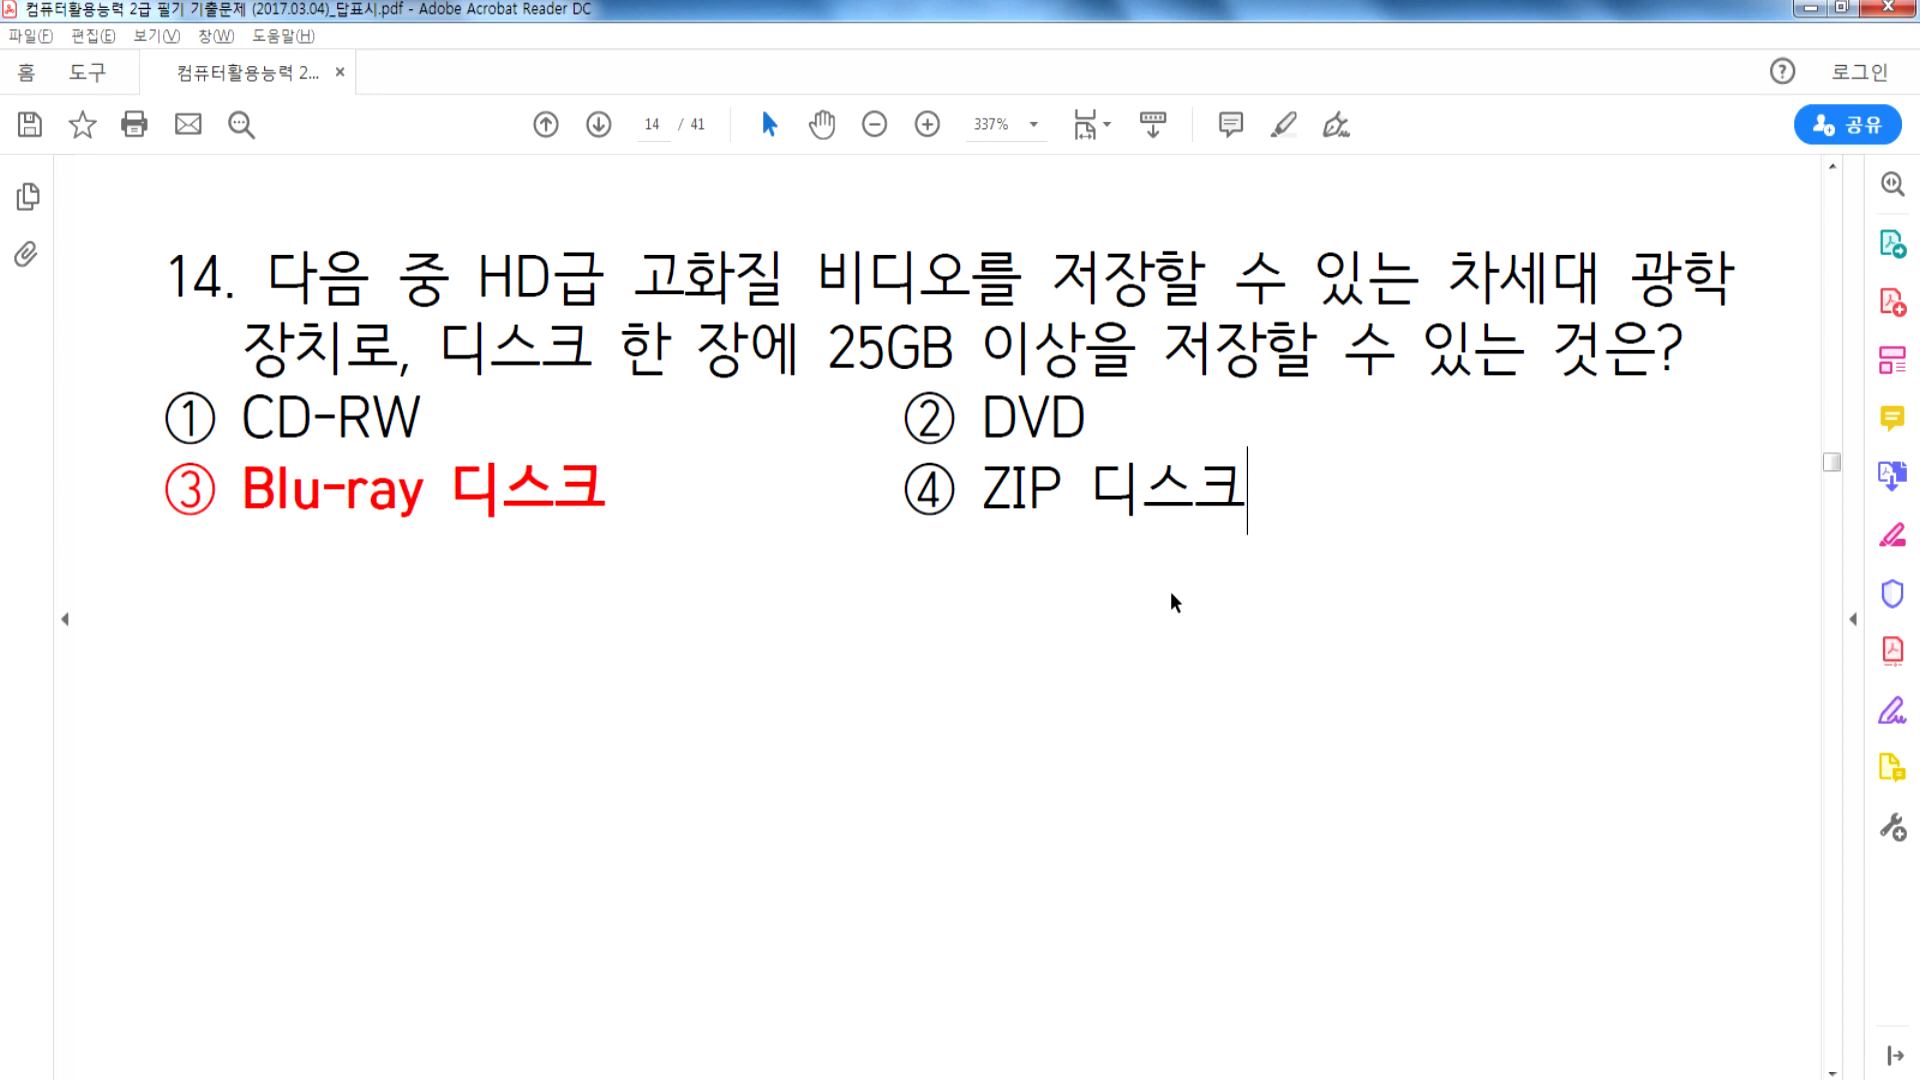 컴퓨터활용능력 2급 필기 기출문제 (2017.03.04)_답표시.pdf - Adobe Acrobat Reader DC
파일(F) 편집(E) 보기(V) 창(W) 도움말(H)
홈 도구 컴퓨터활용능력 2... × 로그인
14 / 41 337% 공유
14. 다음 중 HD급 고화질 비디오를 저장할 수 있는 차세대 광학
장치로, 디스크 한 장에 25GB 이상을 저장할 수 있는 것은?
① CD-RW ② DVD
③ Blu-ray 디스크 ④ ZIP 디스크